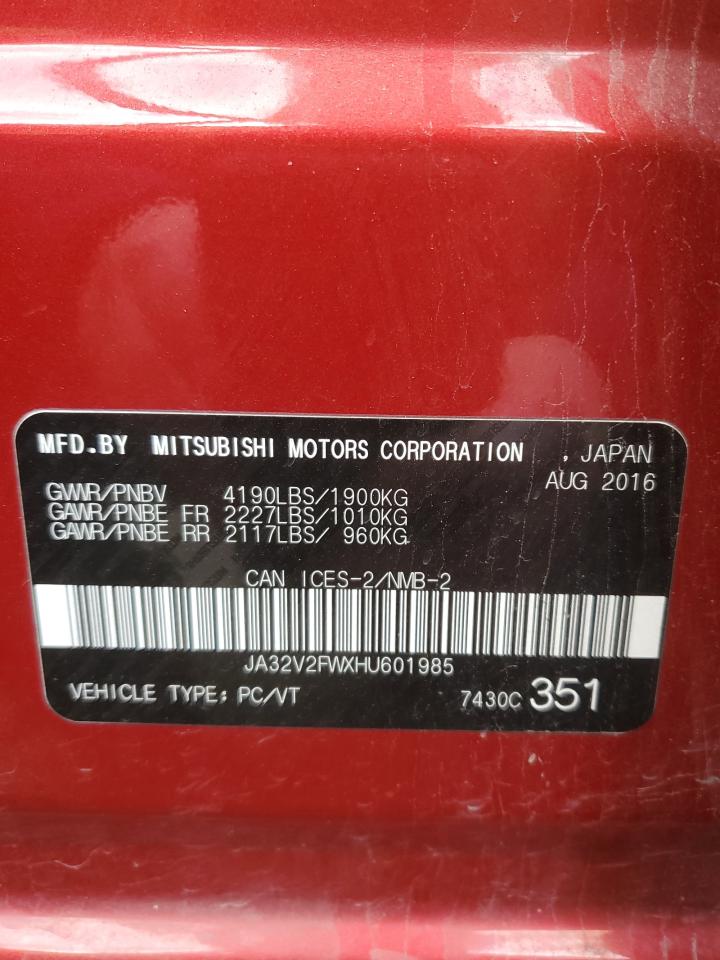 MFD.BY MITSUBISHI MOTORS CORPORATION , JAPAN
AUG 2016
GVWR/PNBV 4190LBS/1900KG
GAWR/PNBE FR 2227LBS/1010KG
GAWR/PNBE RR 2117LBS/ 960KG
CAN ICES-2/NMB-2
JA32V2FWXHU601985
VEHICLE TYPE: PC/VT 7430C 351